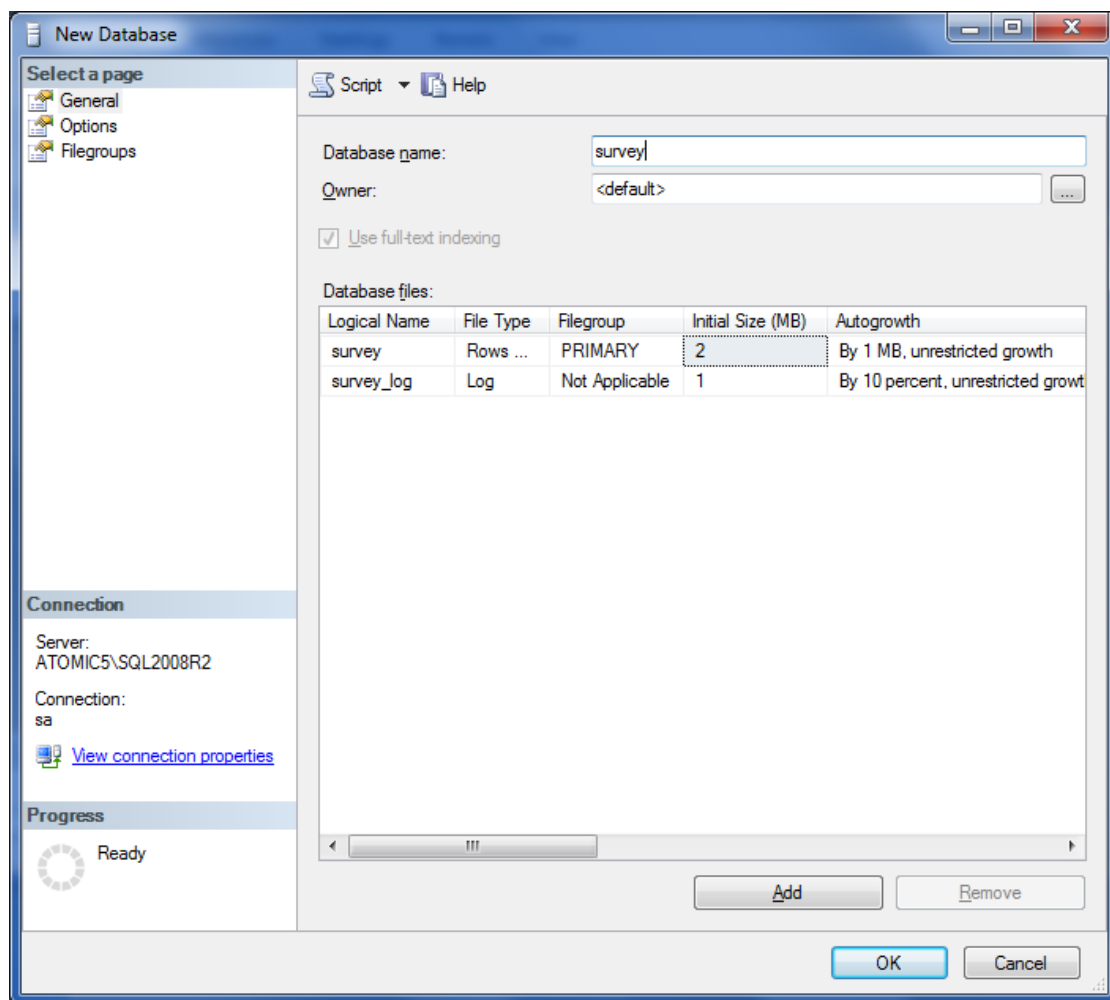 New Database
Select a page
General
Options
Filegroups
Script Help
Database name: survey
Owner: <default> ...
Use full-text indexing
Database files:
Logical Name File Type Filegroup Initial Size (MB) Autogrowth
survey Rows ... PRIMARY 2 By 1 MB, unrestricted growth
survey_log Log Not Applicable 1 By 10 percent, unrestricted growt
Connection
Server:
ATOMIC5\SQL2008R2
Connection:
sa
View connection properties
Progress
Ready
Add Remove
OK Cancel